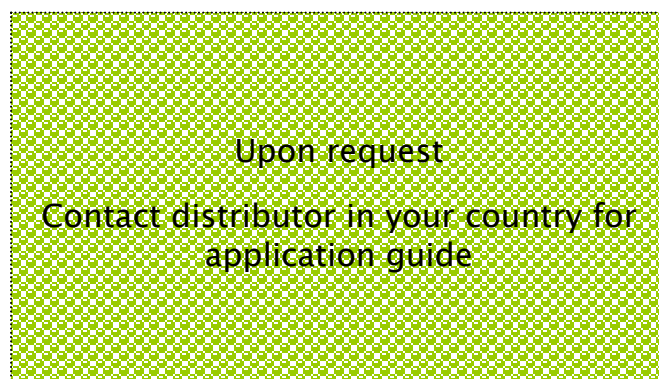 Upon request
Contact distributor in your country for
application guide